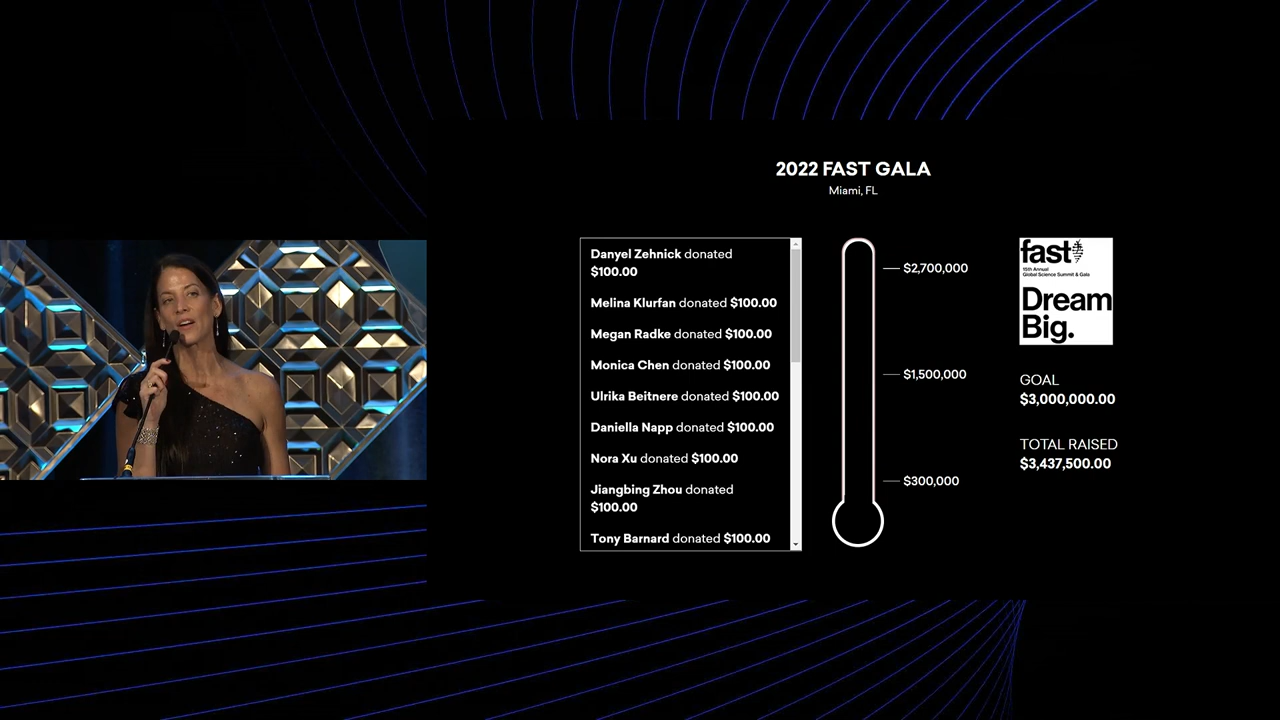 2022 FAST GALA
Miami, FL
Danyel Zehnick donated
$100.00
Melina Klurfan donated $100.00
Megan Radke donated $100.00
Monica Chen donated $100.00
Ulrika Beitnere donated $100.00
Daniella Napp donated $100.00
Nora Xu donated $100.00
Jiangbing Zhou donated
$100.00
Tony Barnard donated $100.00
$2,700,000
$1,500,000
$300,000
fast
15th Annual
Global Science Summit & Gala
Dream
Big.
GOAL
$3,000,000.00
TOTAL RAISED
$3,437,500.00